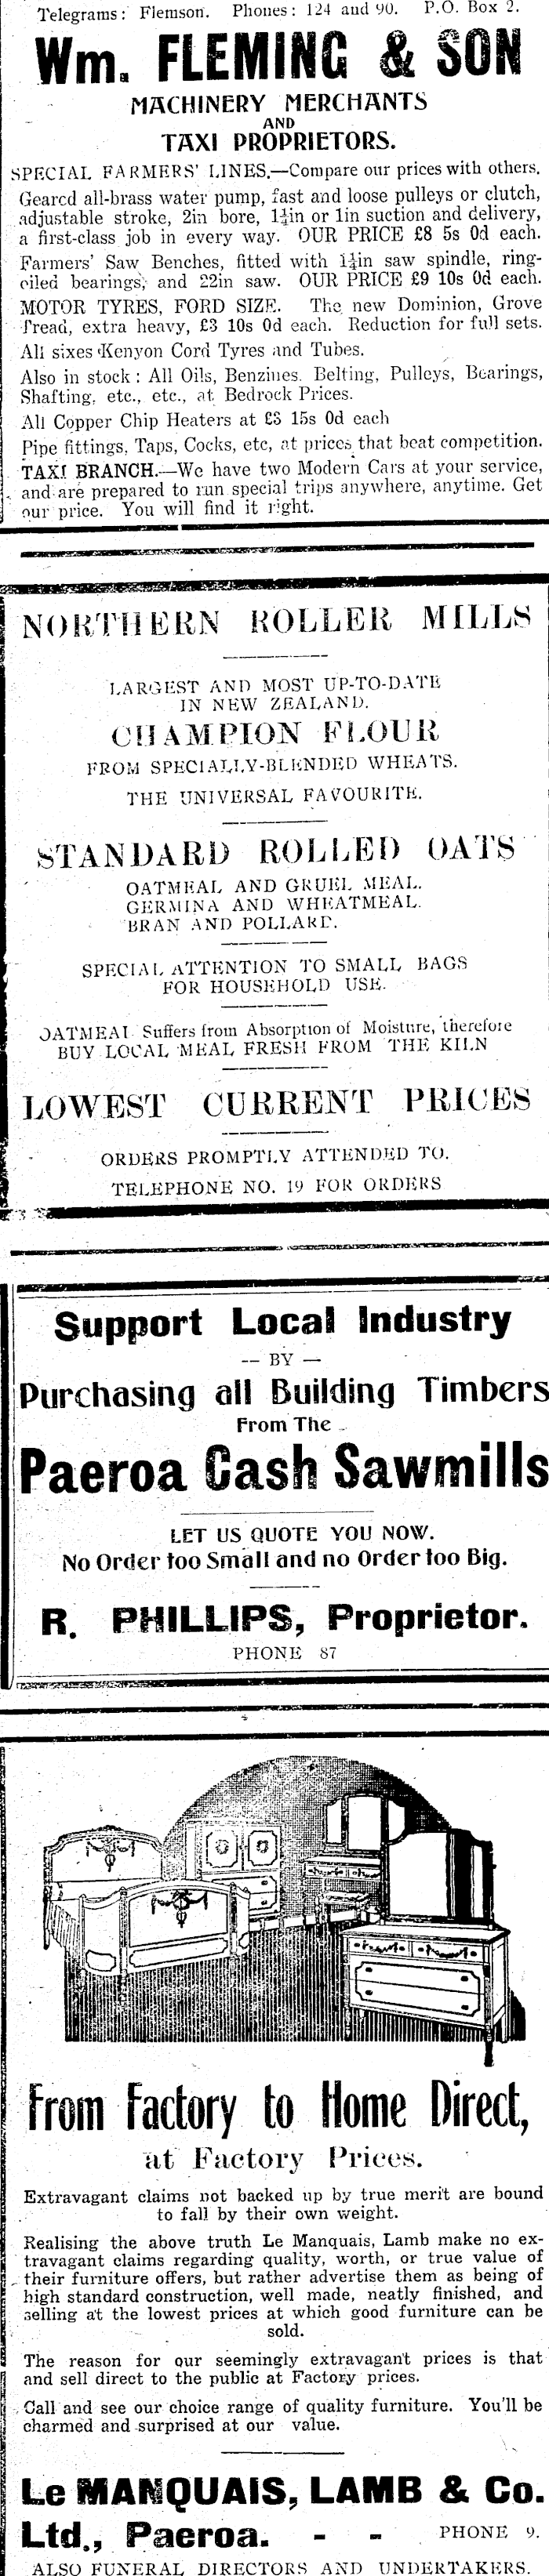 Telegrams: Flemson. Phones: 124 and 90. P.O. Box 2.
Wm. FLEMING & SON
MACHINERY MERCHANTS
AND
TAXI PROPRIETORS.
SPECIAL FARMERS' LINES.—Compare our prices with others.
Geared all-brass water pump, fast and loose pulleys or clutch,
adjustable stroke, 2in bore, 1¼in or 1in suction and delivery,
a first-class job in every way. OUR PRICE £8 5s 0d each.
Farmers' Saw Benches, fitted with 1¼in saw spindle, ring-
oiled bearings, and 22in saw. OUR PRICE £9 10s 0d each.
MOTOR TYRES, FORD SIZE. The new Dominion, Grove
Tread, extra heavy, £3 10s 0d each. Reduction for full sets.
All sixes Kenyon Cord Tyres and Tubes.
Also in stock: All Oils, Benzines. Belting, Pulleys, Bearings,
Shafting, etc., etc., at Bedrock Prices.
All Copper Chip Heaters at £3 15s 0d each
Pipe fittings, Taps, Cocks, etc, at prices that beat competition.
TAXI BRANCH.—We have two Modern Cars at your service,
and are prepared to run special trips anywhere, anytime. Get
our price. You will find it right.
NORTHERN ROLLER MILLS
LARGEST AND MOST UP-TO-DATE
IN NEW ZEALAND.
CHAMPION FLOUR
FROM SPECIALLY-BLENDED WHEATS.
THE UNIVERSAL FAVOURITE.
STANDARD ROLLED OATS
OATMEAL AND GRUEL MEAL.
GERMINA AND WHEATMEAL.
BRAN AND POLLARD.
SPECIAL ATTENTION TO SMALL BAGS
FOR HOUSEHOLD USE.
OATMEAL Suffers from Absorption of Moisture, therefore
BUY LOCAL MEAL FRESH FROM THE KILN
LOWEST CURRENT PRICES
ORDERS PROMPTLY ATTENDED TO.
TELEPHONE NO. 19 FOR ORDERS
Support Local Industry
— BY —
Purchasing all Building Timbers
From The
Paeroa Cash Sawmills
LET US QUOTE YOU NOW.
No Order too Small and no Order too Big.
R. PHILLIPS, Proprietor.
PHONE 87
From Factory to Home Direct,
at Factory Prices.
Extravagant claims not backed up by true merit are bound
to fall by their own weight.
Realising the above truth Le Manquais, Lamb make no ex-
travagant claims regarding quality, worth, or true value of
their furniture offers, but rather advertise them as being of
high standard construction, well made, neatly finished, and
selling at the lowest prices at which good furniture can be
sold.
The reason for our seemingly extravagant prices is that
and sell direct to the public at Factory prices.
Call and see our choice range of quality furniture. You'll be
charmed and surprised at our value.
Le MANQUAIS, LAMB & Co.
Ltd., Paeroa. - - PHONE 9.
ALSO FUNERAL DIRECTORS AND UNDERTAKERS.